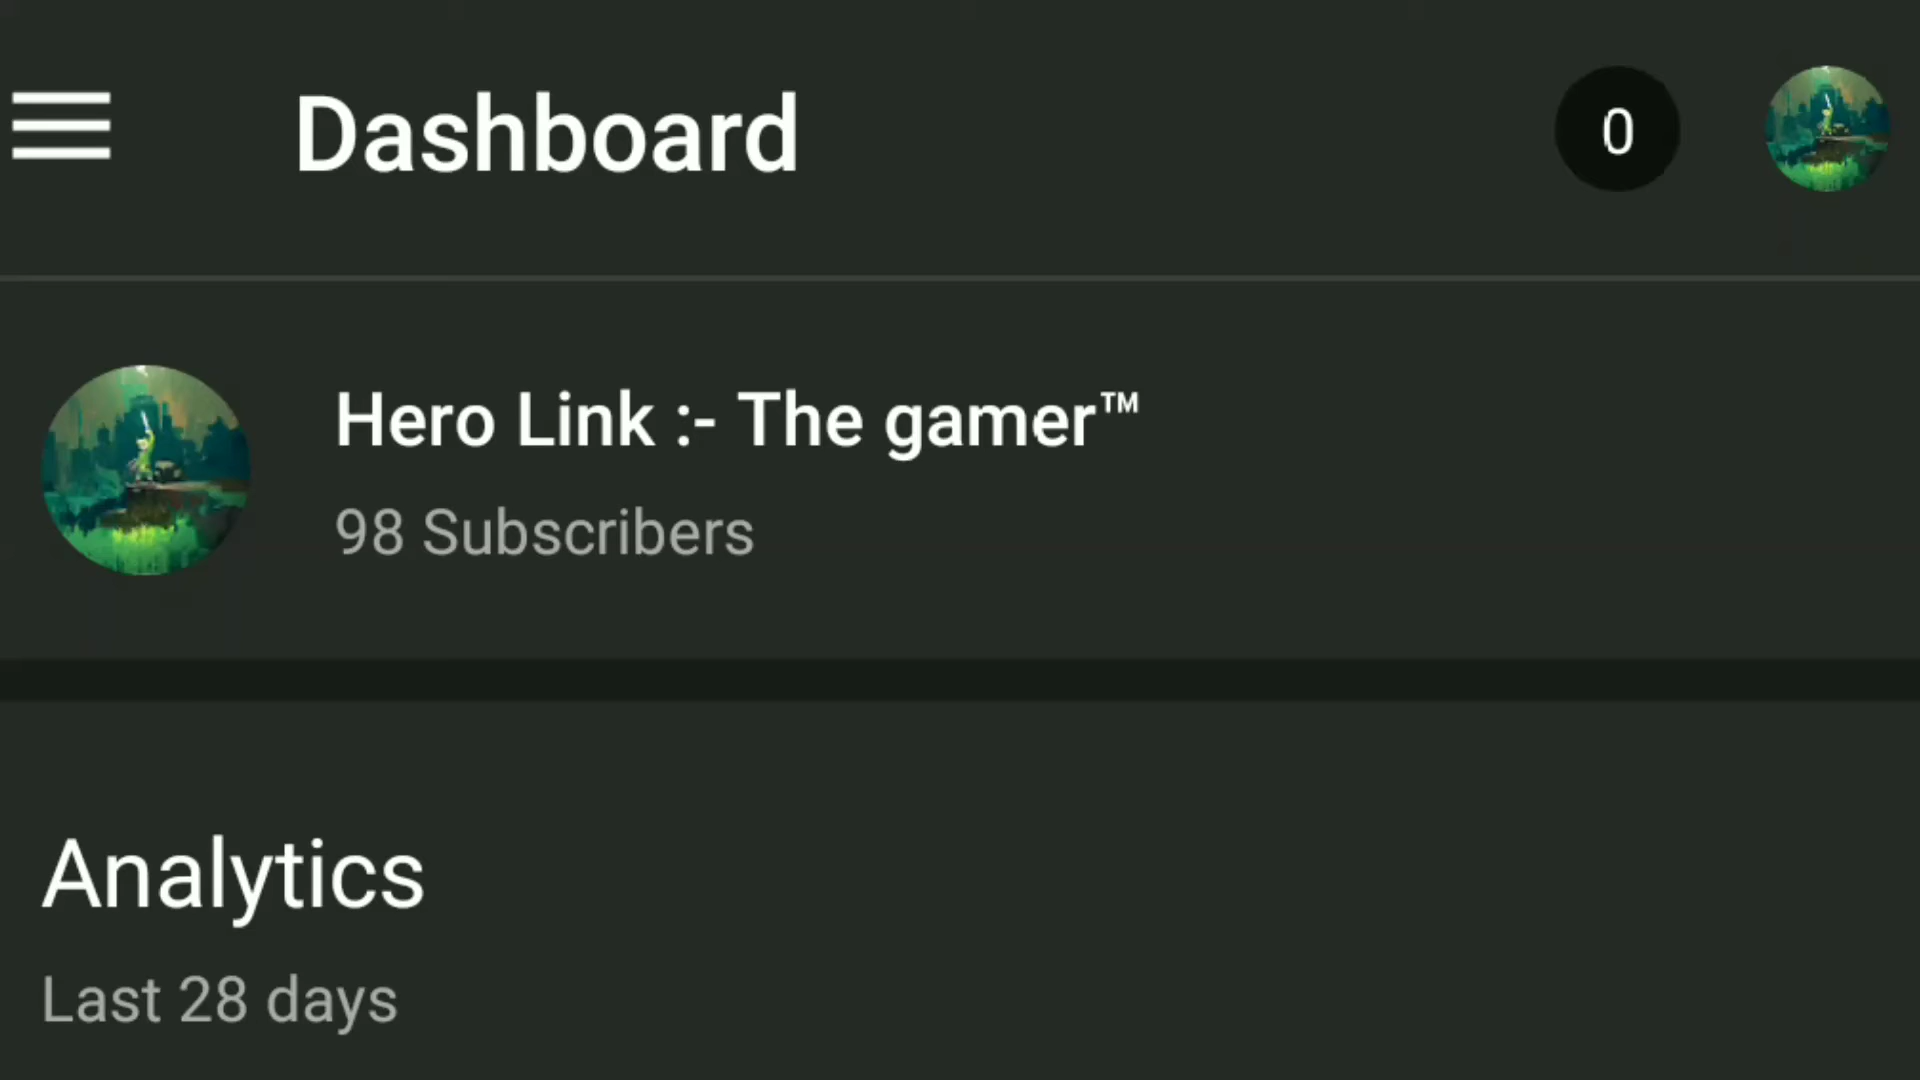 Dashboard
0
Hero Link :- The gamer™
98 Subscribers
Analytics
Last 28 days